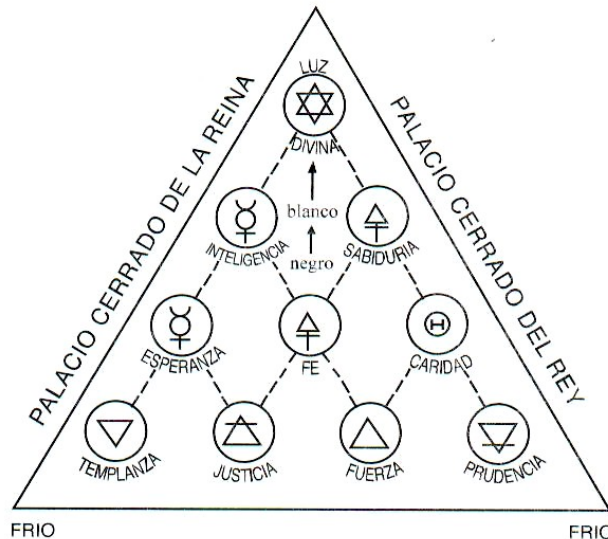 PALACIO CERRADO DE LA REINA
PALACIO CERRADO DEL REY
LUZ
DIVINA
blanco
INTELIGENCIA
SABIDURIA
negro
ESPERANZA
FE
CARIDAD
TEMPLANZA
JUSTICIA
FUERZA
PRUDENCIA
FRIO
FRIO